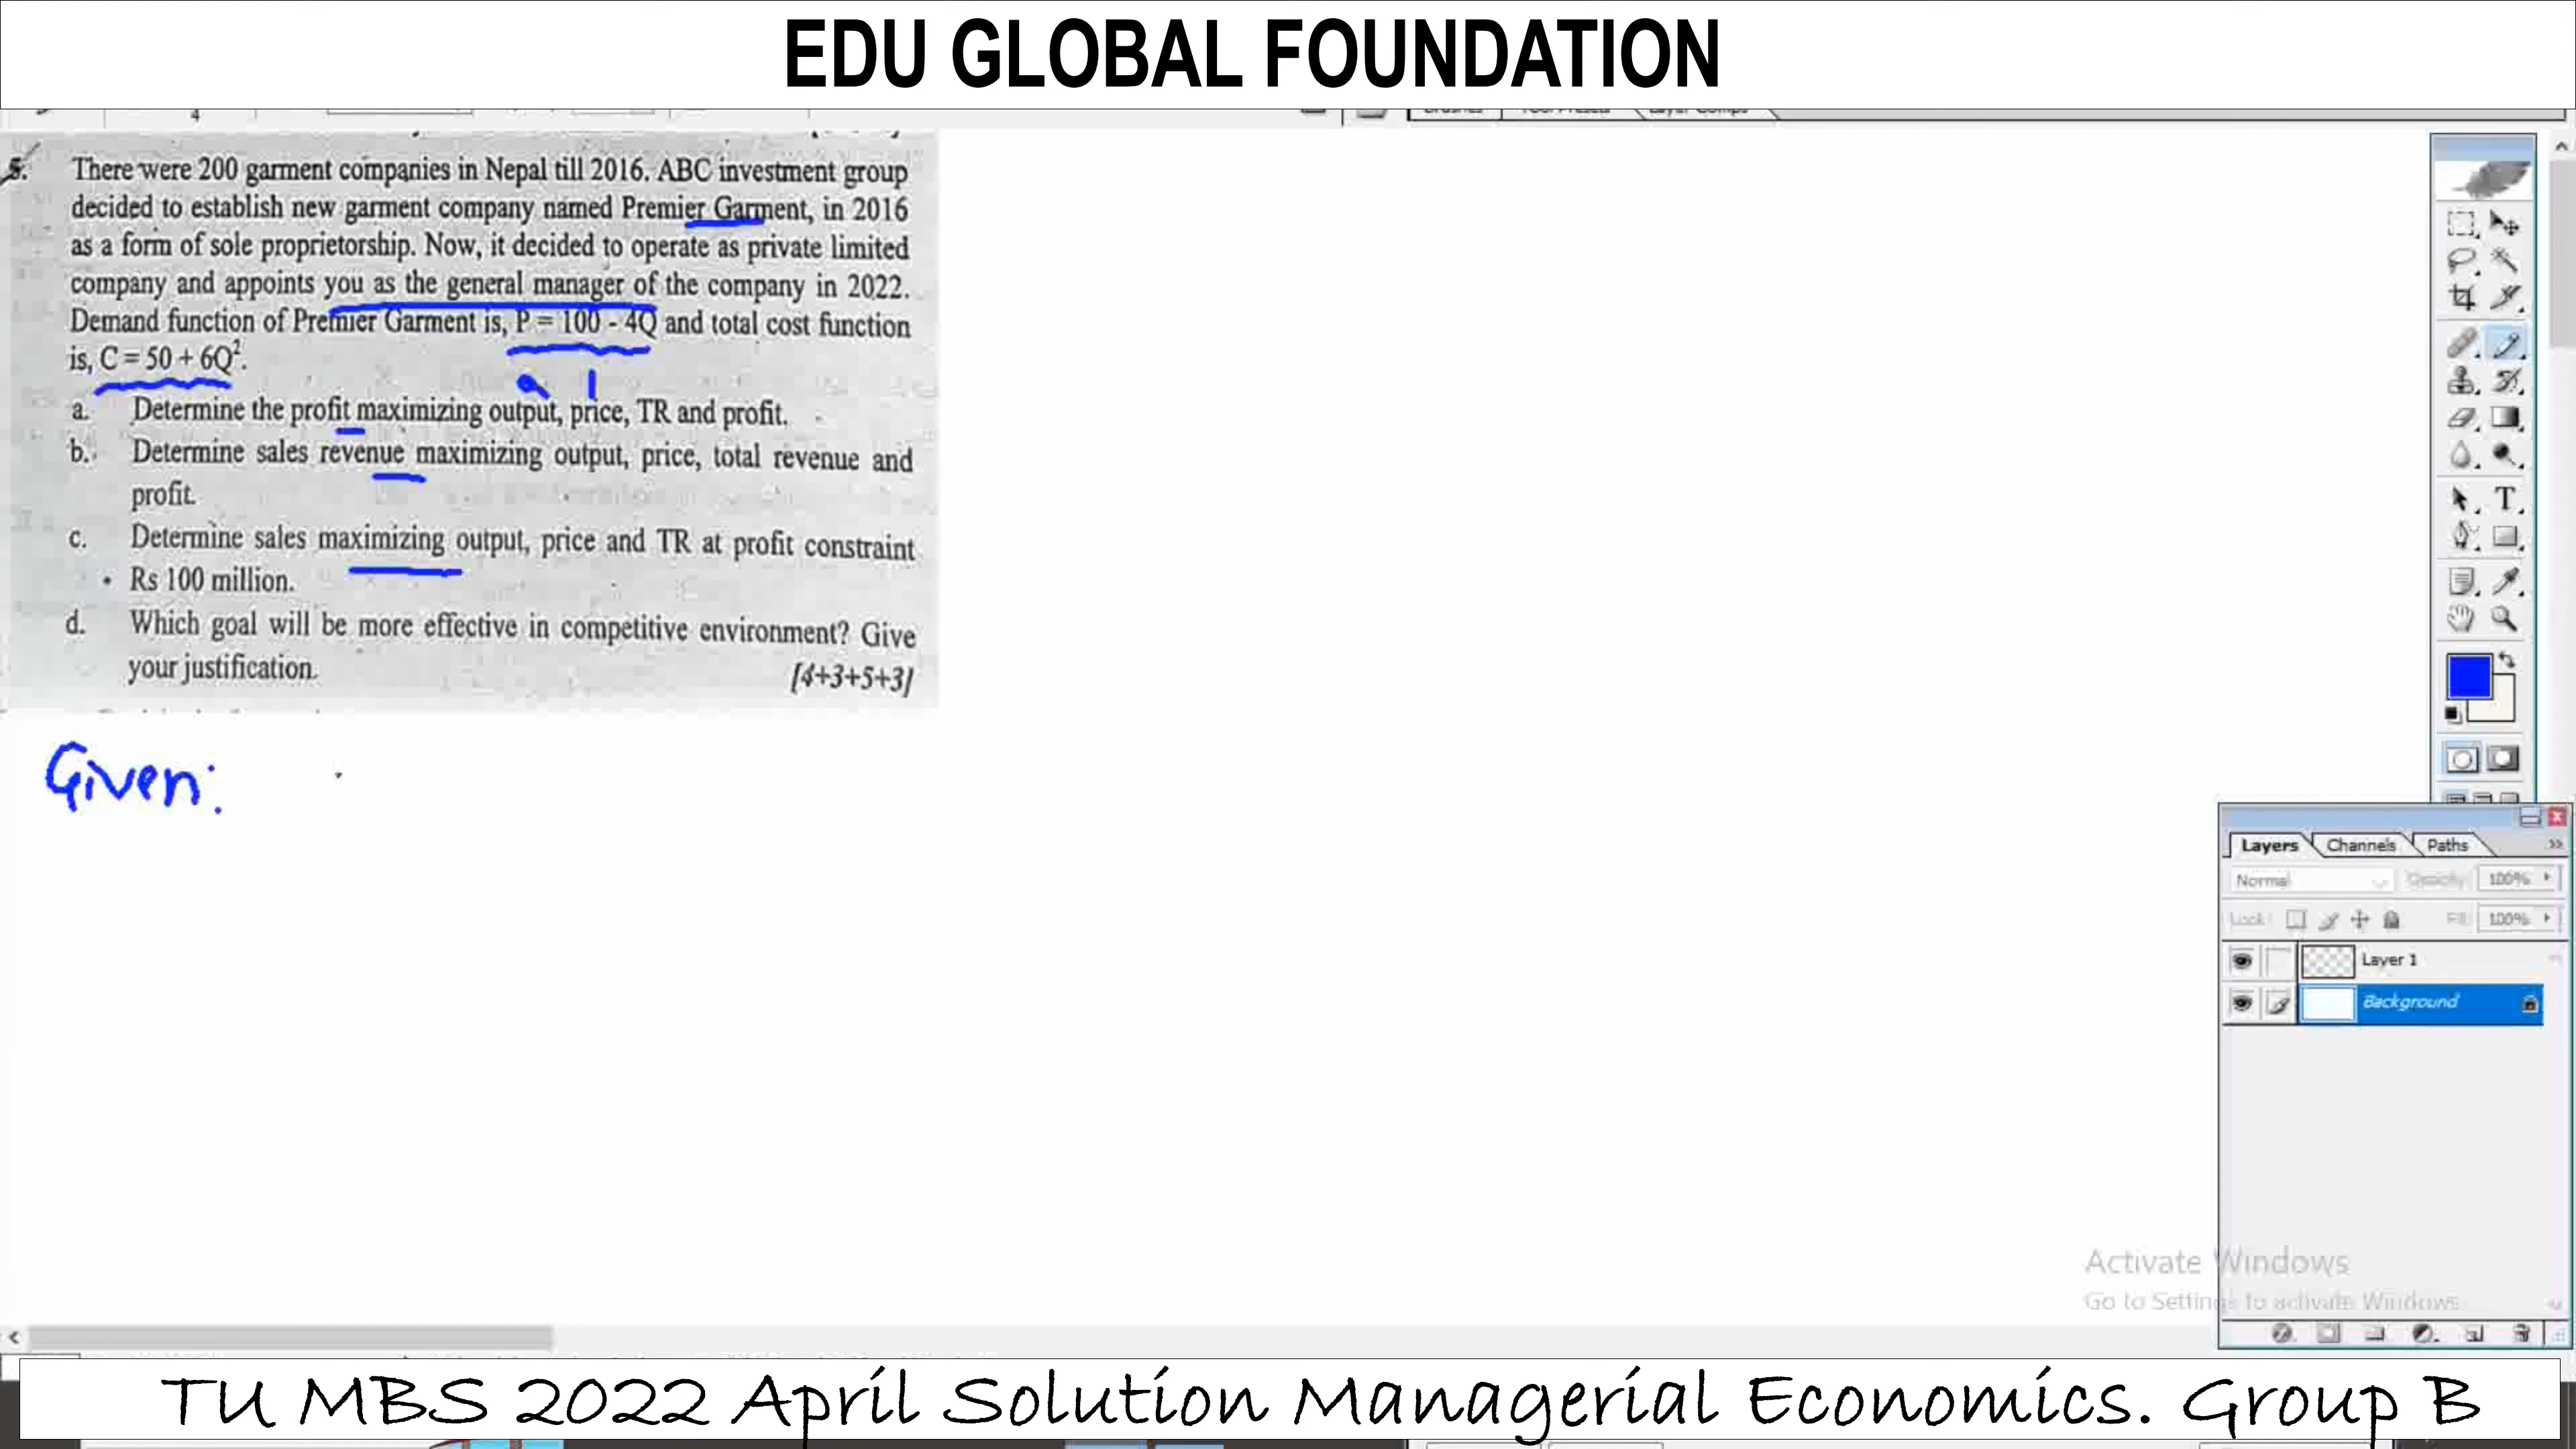 EDU GLOBAL FOUNDATION
4
5. There were 200 garment companies in Nepal till 2016. ABC investment group
decided to establish new garment company named Premier Garment, in 2016
as a form of sole proprietorship. Now, it decided to operate as private limited
company and appoints you as the general manager of the company in 2022.
Demand function of Premier Garment is, P = 100 - 4Q and total cost function
is, C = 50 + 6Q².
a. Determine the profit maximizing output, price, TR and profit.
b. Determine sales revenue maximizing output, price, total revenue and
profit.
c. Determine sales maximizing output, price and TR at profit constraint
Rs 100 million.
d. Which goal will be more effective in competitive environment? Give
your justification. [4+3+5+3]
Given:
Layers Channels Paths
Normal Opacity: 100%
Lock: Fill: 100%
Layer 1
Background
Activate Windows
Go to Settings to activate Windows.
TU MBS 2022 April Solution Managerial Economics. Group B